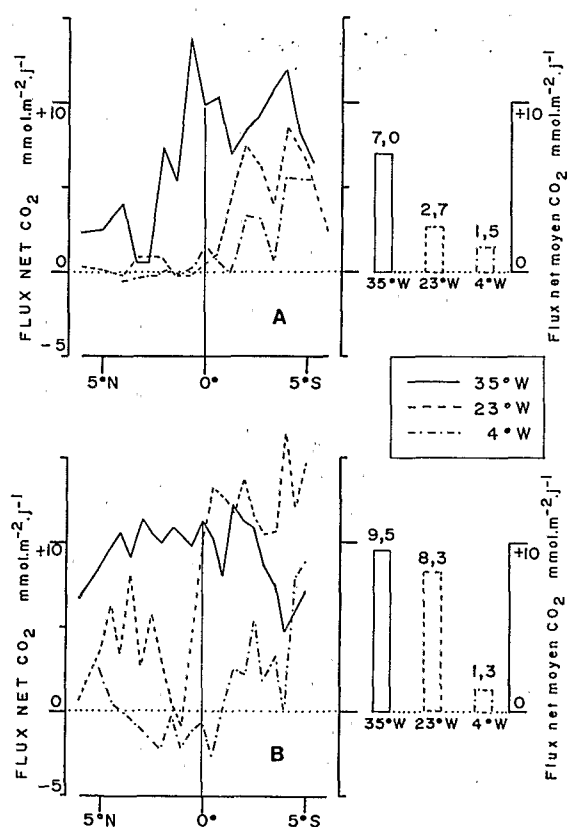 FLUX NET CO2 mmol.m-2.j-1
+10
0
-5
5°N
0°
5°S
A
7,0
2,7
1,5
35°W
23°W
4°W
+10
0
Flux net moyen CO2 mmol.m-2.j-1
35°W
23°W
4°W
FLUX NET CO2 mmol.m-2.j-1
+10
0
-5
5°N
0°
5°S
B
9,5
8,3
1,3
35°W
23°W
4°W
+10
0
Flux net moyen CO2 mmol.m-2.j-1